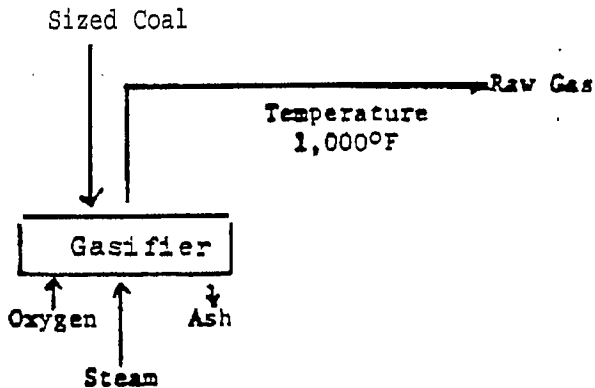 Sized Coal
Raw Gas
Temperature
1,000°F
Gasifier
Oxygen
Ash
Steam